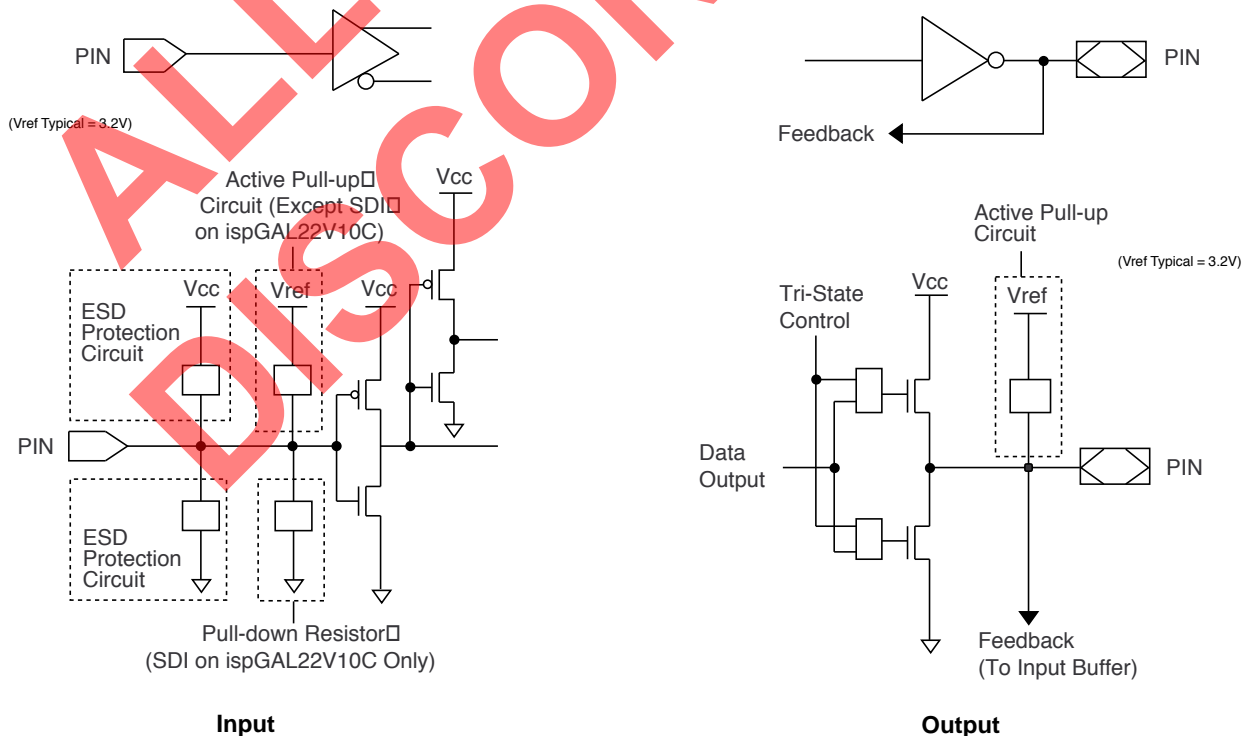 PIN
(Vref Typical = 3.2V)
Active Pull-up□
Circuit (Except SDI□
on ispGAL22V10C)
Vcc
ESD
Protection
Circuit
Vcc
Vref
Vcc
PIN
ESD
Protection
Circuit
Pull-down Resistor□
(SDI on ispGAL22V10C Only)
Input
PIN
Feedback
Active Pull-up
Circuit
(Vref Typical = 3.2V)
Tri-State
Control
Vcc
Vref
Data
Output
PIN
Feedback
(To Input Buffer)
Output
ALL
DISCON